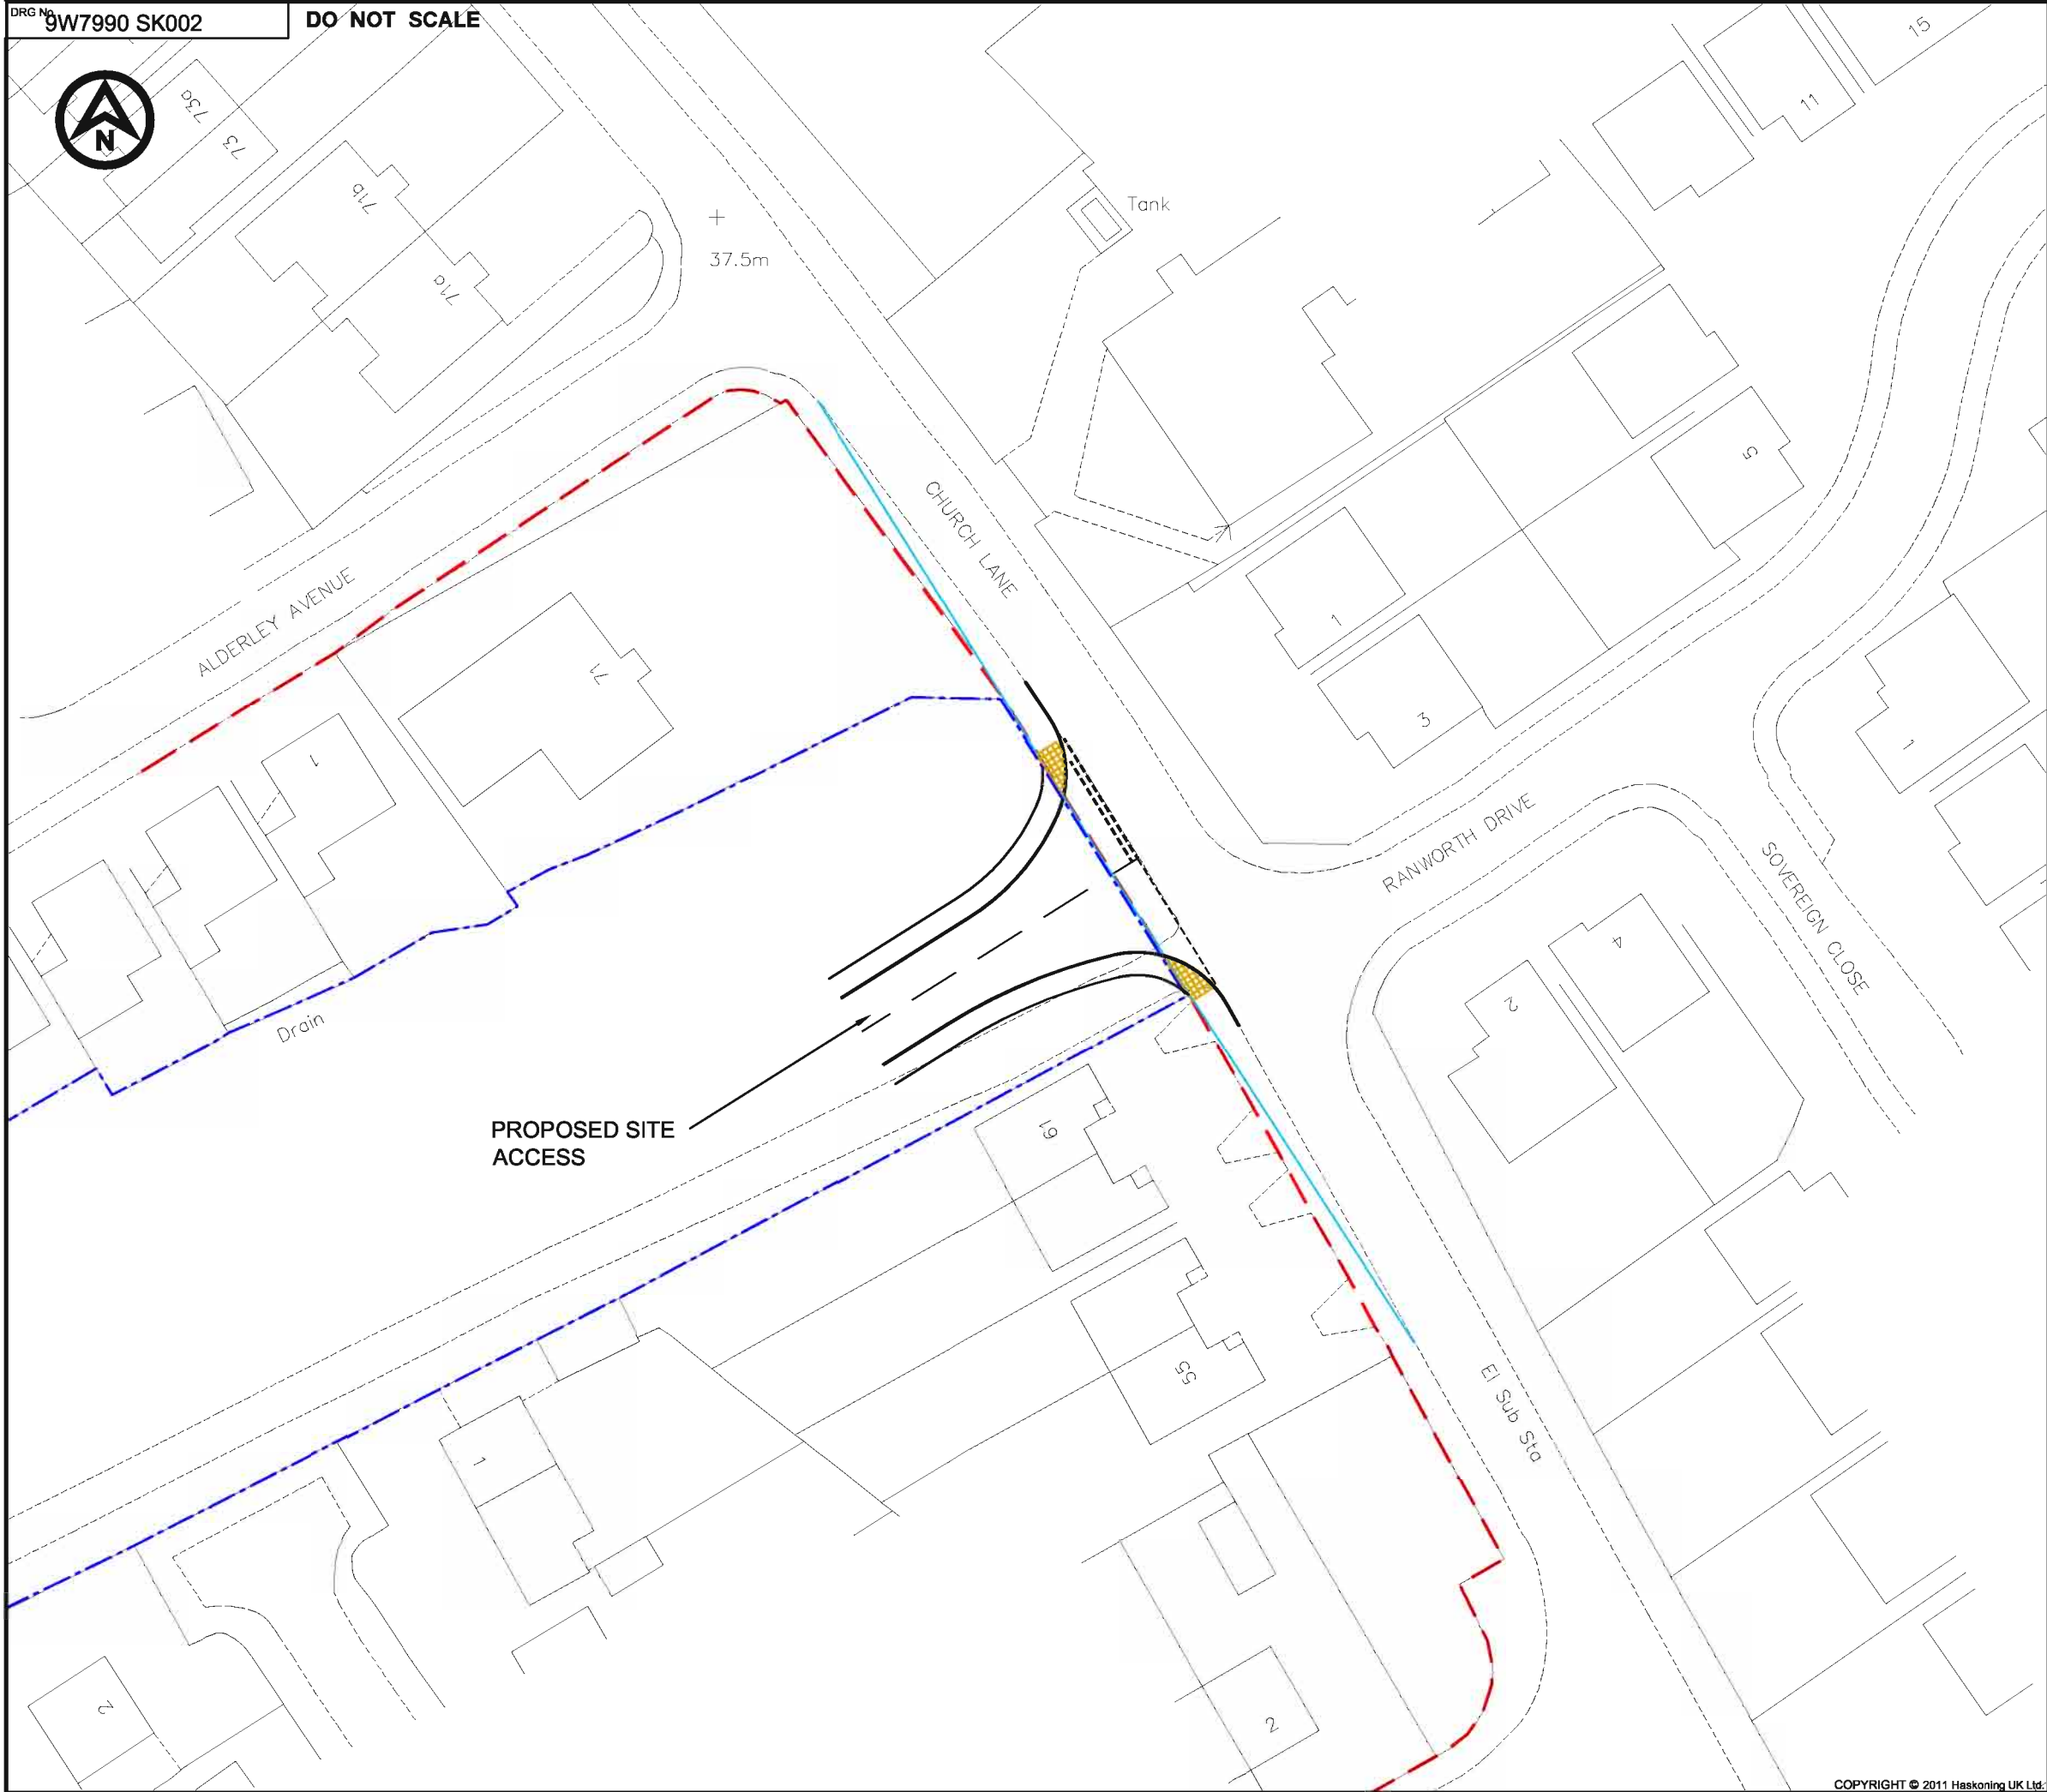 DRG No
9W7990 SK002
DO NOT SCALE
N
73a
73
71b
71a
37.5m
Tank
15
11
5
CHURCH LANE
1
3
ALDERLEY AVENUE
71
1
RANWORTH DRIVE
1
SOVEREIGN CLOSE
4
2
Drain
PROPOSED SITE
ACCESS
61
55
El Sub Sta
1
2
2
COPYRIGHT © 2011 Haskoning UK Ltd.